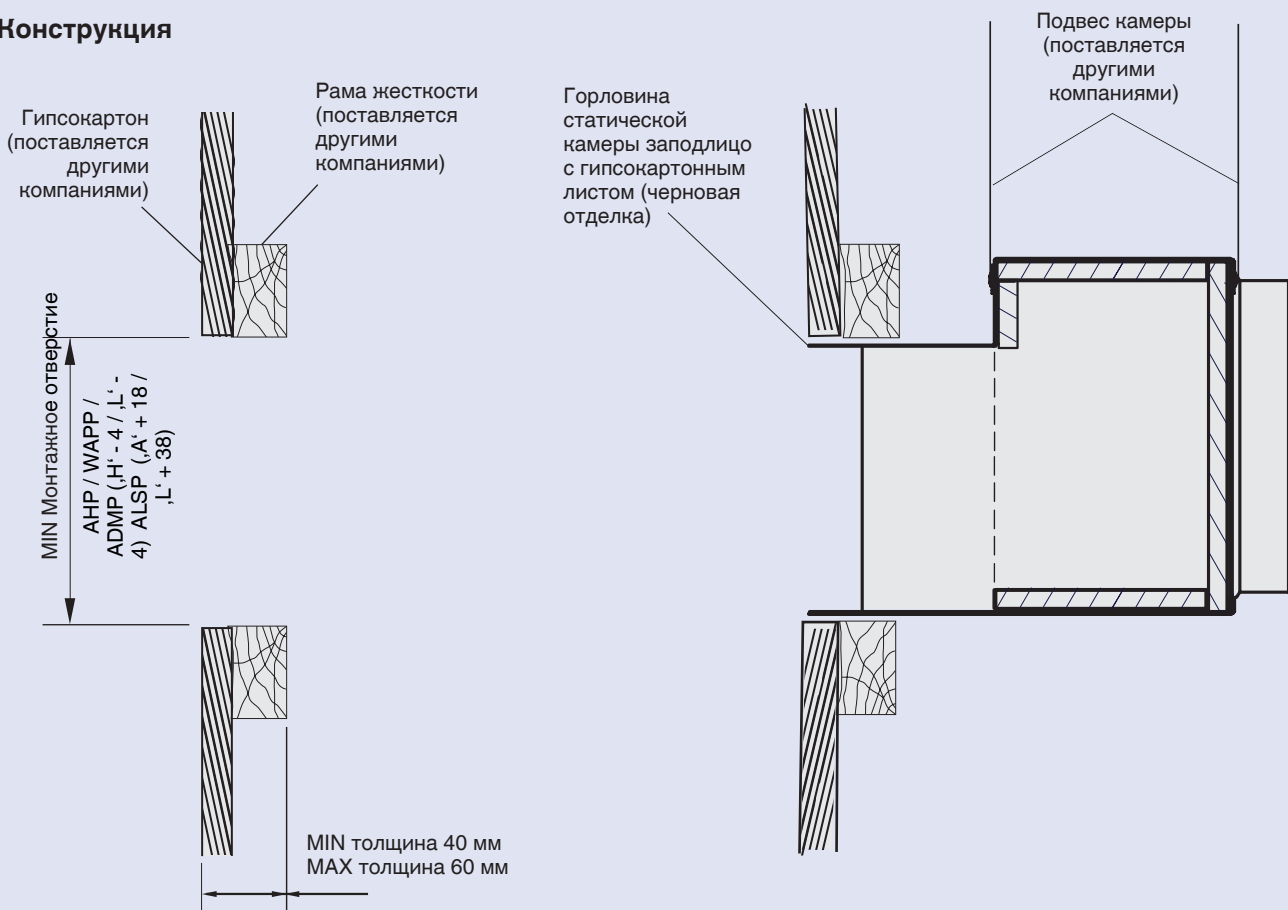 Конструкция
Гипсокартон
(поставляется
другими
компаниями)
Рама жесткости
(поставляется
другими
компаниями)
Горловина
статической
камеры заподлицо
с гипсокартонным
листом (черновая
отделка)
Подвес камеры
(поставляется
другими
компаниями)
MIN Монтажное отверстие
AHP / WAPP /
ADMP (‚H‘ - 4 / ‚L‘ -
4) ALSP (‚A‘ + 18 /
‚L‘ + 38)
MIN толщина 40 мм
MAX толщина 60 мм